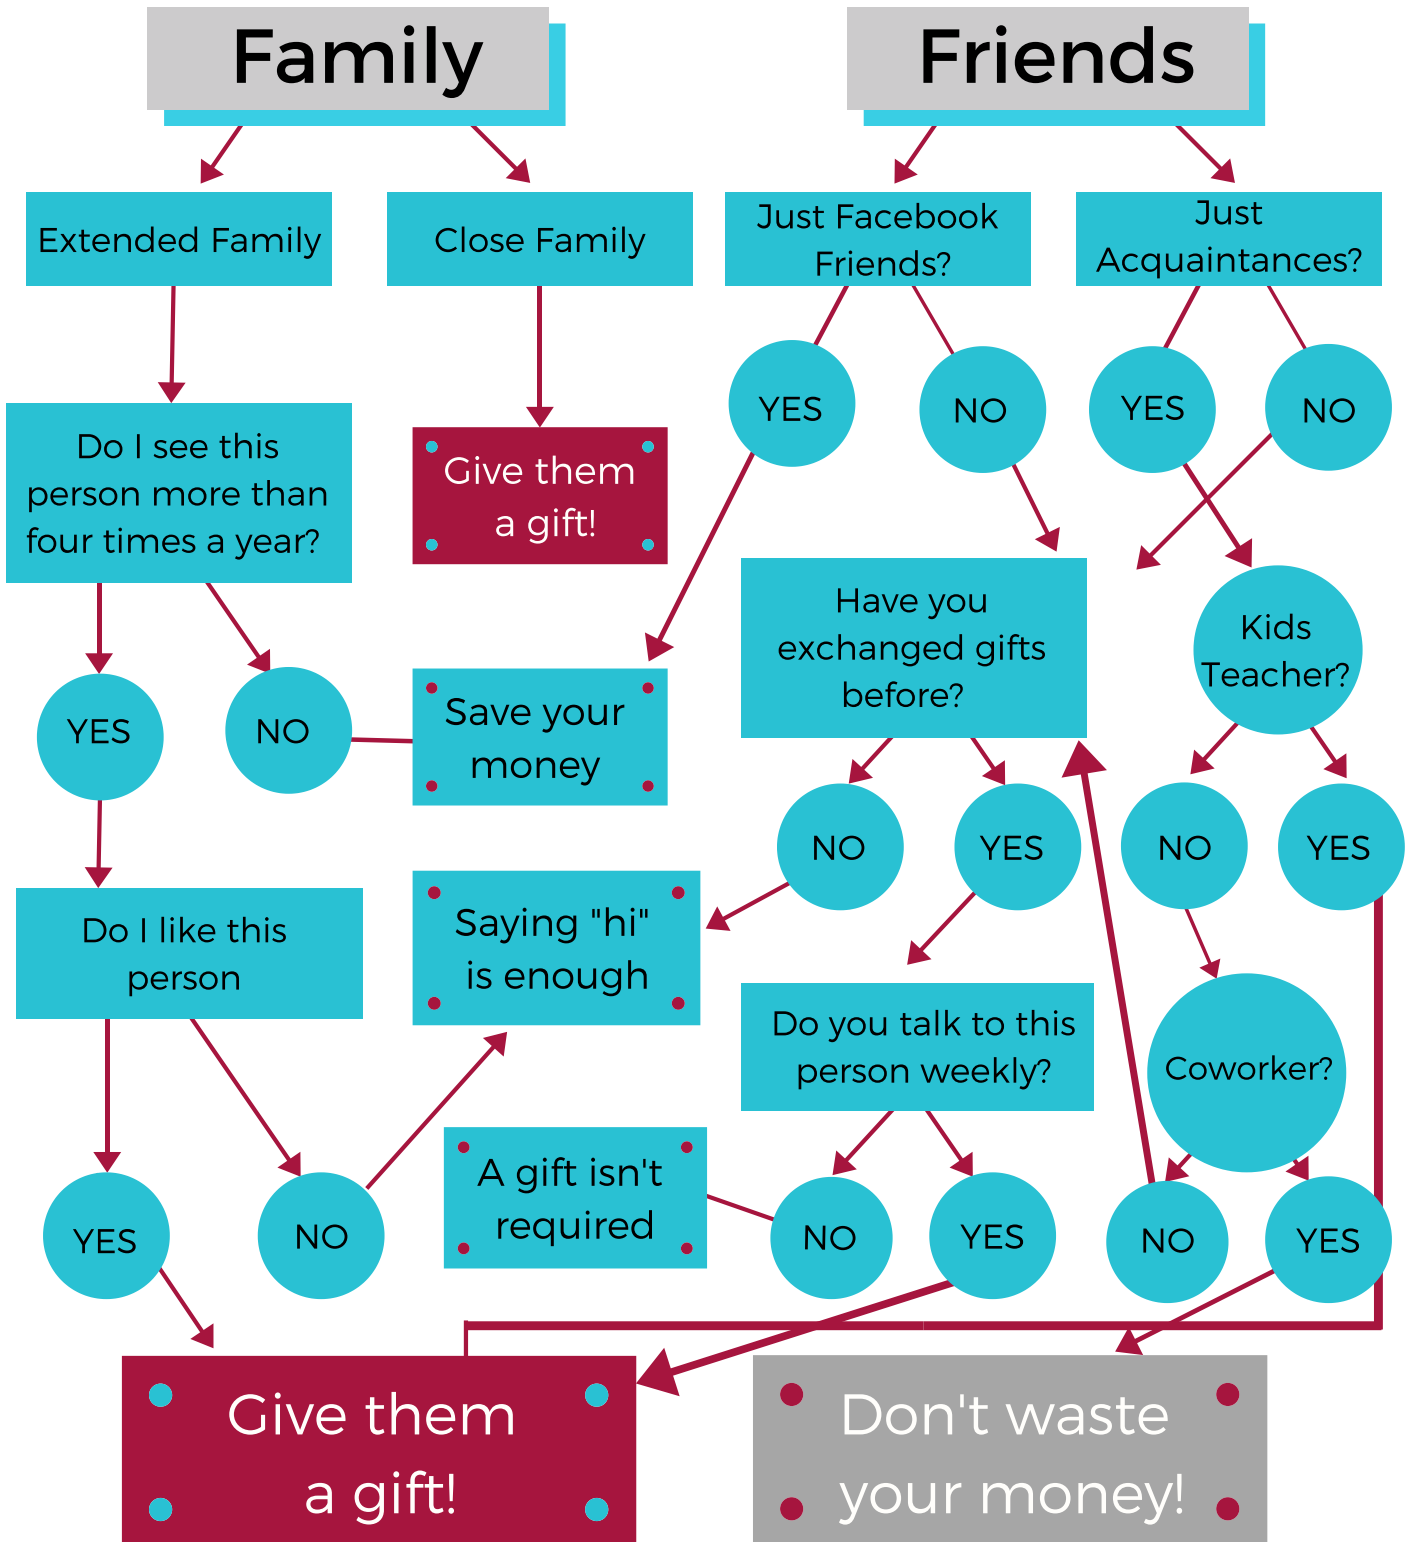 Family
Friends
Extended Family
Close Family
Just Facebook
Friends?
Just
Acquaintances?
YES
NO
YES
NO
Do I see this
person more than
four times a year?
Give them
a gift!
Have you
exchanged gifts
before?
Kids
Teacher?
YES
NO
Save your
money
NO
YES
NO
YES
Do I like this
person
Saying "hi"
is enough
Do you talk to this
person weekly?
Coworker?
A gift isn't
required
YES
NO
NO
YES
NO
YES
Give them
a gift!
Don't waste
your money!